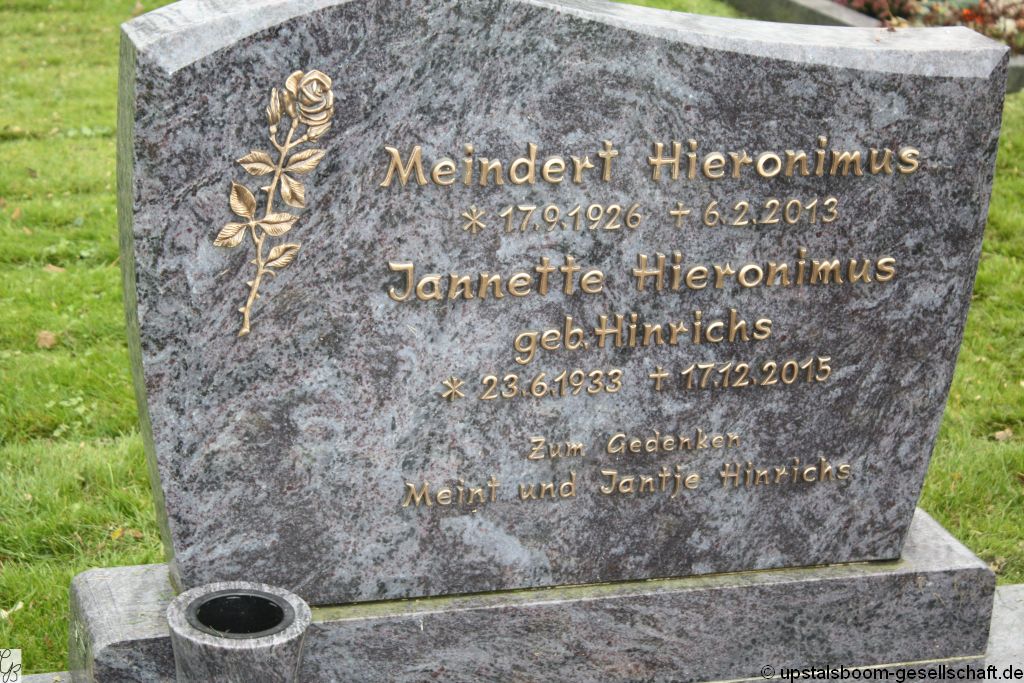 Meindert Hieronimus
* 17.9.1926 † 6.2.2013
Jannette Hieronimus
geb. Hinrichs
* 23.6.1933 † 17.12.2015
Zum Gedenken
Meint und Jantje Hinrichs
© upstalsboom-gesellschaft.de